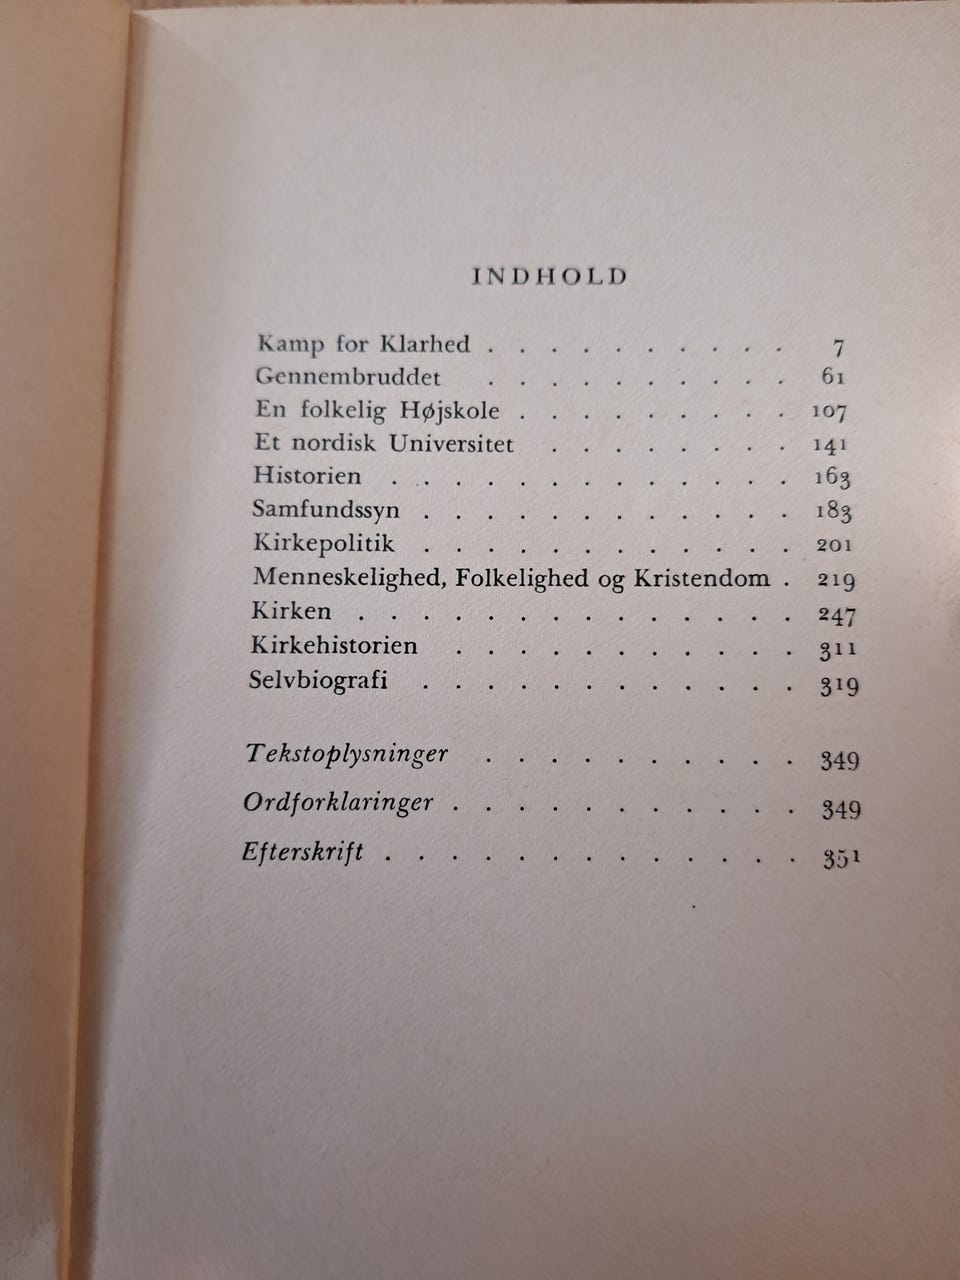 INDHOLD
Kamp for Klarhed . . . . . . . . . . 7
Gennembruddet . . . . . . . . . . 61
En folkelig Højskole . . . . . . . . . 107
Et nordisk Universitet . . . . . . . . 141
Historien . . . . . . . . . . . . . 163
Samfundssyn . . . . . . . . . . . . 183
Kirkepolitik . . . . . . . . . . . . 201
Menneskelighed, Folkelighed og Kristendom . 219
Kirken . . . . . . . . . . . . . . 247
Kirkehistorien . . . . . . . . . . . 311
Selvbiografi . . . . . . . . . . . . 319
Tekstoplysninger . . . . . . . . . . 349
Ordforklaringer . . . . . . . . . . . 349
Efterskrift . . . . . . . . . . . . . 351